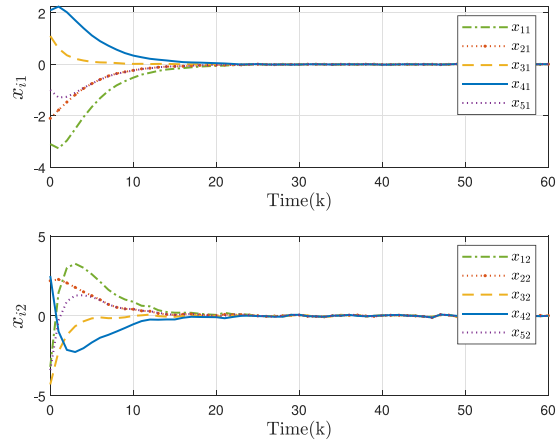 2
0
-2
-4
x_{i1}
0
10
20
30
40
50
60
Time(k)
x_{11}
x_{21}
x_{31}
x_{41}
x_{51}
5
0
-5
x_{i2}
0
10
20
30
40
50
60
Time(k)
x_{12}
x_{22}
x_{32}
x_{42}
x_{52}